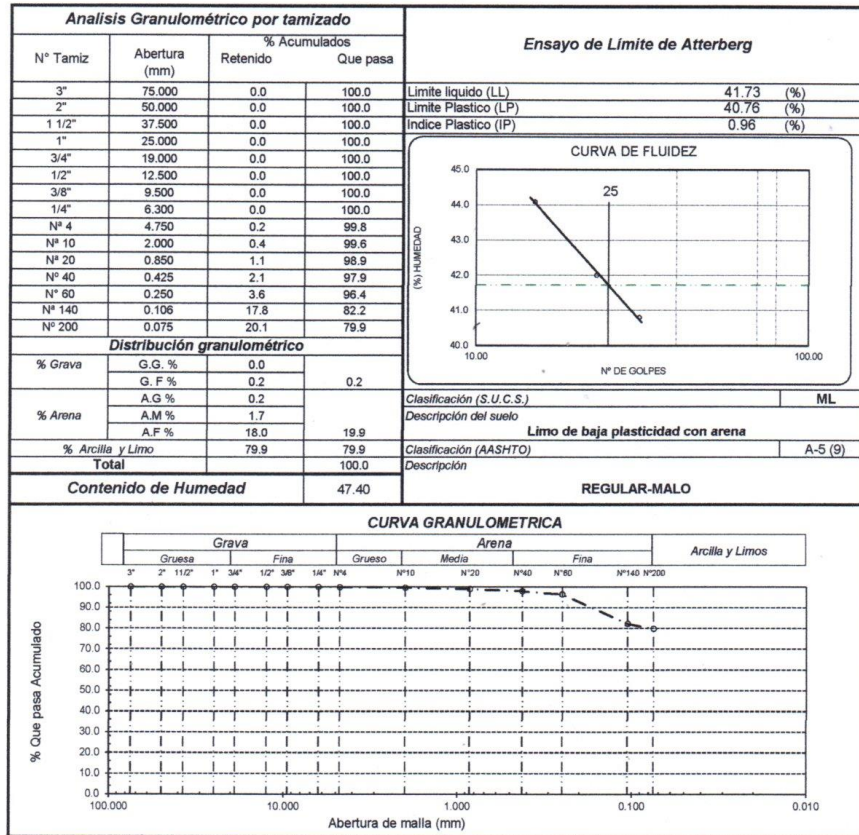 Analisis Granulométrico por tamizado
N° Tamiz Abertura (mm) % Acumulados
Retenido Que pasa
3" 75.000 0.0 100.0
2" 50.000 0.0 100.0
1 1/2" 37.500 0.0 100.0
1" 25.000 0.0 100.0
3/4" 19.000 0.0 100.0
1/2" 12.500 0.0 100.0
3/8" 9.500 0.0 100.0
1/4" 6.300 0.0 100.0
Nª 4 4.750 0.2 99.8
Nª 10 2.000 0.4 99.6
Nª 20 0.850 1.1 98.9
Nº 40 0.425 2.1 97.9
N° 60 0.250 3.6 96.4
Nª 140 0.106 17.8 82.2
Nº 200 0.075 20.1 79.9
Distribución granulométrico
% Grava G.G. % 0.0
G. F % 0.2 0.2
% Arena A.G % 0.2
A.M % 1.7
A.F % 18.0 19.9
% Arcilla y Limo 79.9 79.9
Total 100.0
Contenido de Humedad 47.40
Ensayo de Límite de Atterberg
Limite liquido (LL) 41.73 (%)
Limite Plastico (LP) 40.76 (%)
Indice Plastico (IP) 0.96 (%)
CURVA DE FLUIDEZ
45.0
25
44.0
43.0
42.0
41.0
40.0
(%) HUMEDAD
10.00 100.00
N° DE GOLPES
Clasificación (S.U.C.S.) ML
Descripción del suelo
Limo de baja plasticidad con arena
Clasificación (AASHTO) A-5 (9)
Descripción
REGULAR-MALO
CURVA GRANULOMETRICA
Grava Arena Arcilla y Limos
Gruesa Fina Grueso Media Fina
3" 2" 11/2" 1" 3/4" 1/2" 3/8" 1/4" N°4 N°10 N°20 N°40 N°60 N°140 N°200
100.0
90.0
80.0
70.0
60.0
50.0
40.0
30.0
20.0
10.0
0.0
% Que pasa Acumulado
100.000 10.000 1.000 0.100 0.010
Abertura de malla (mm)